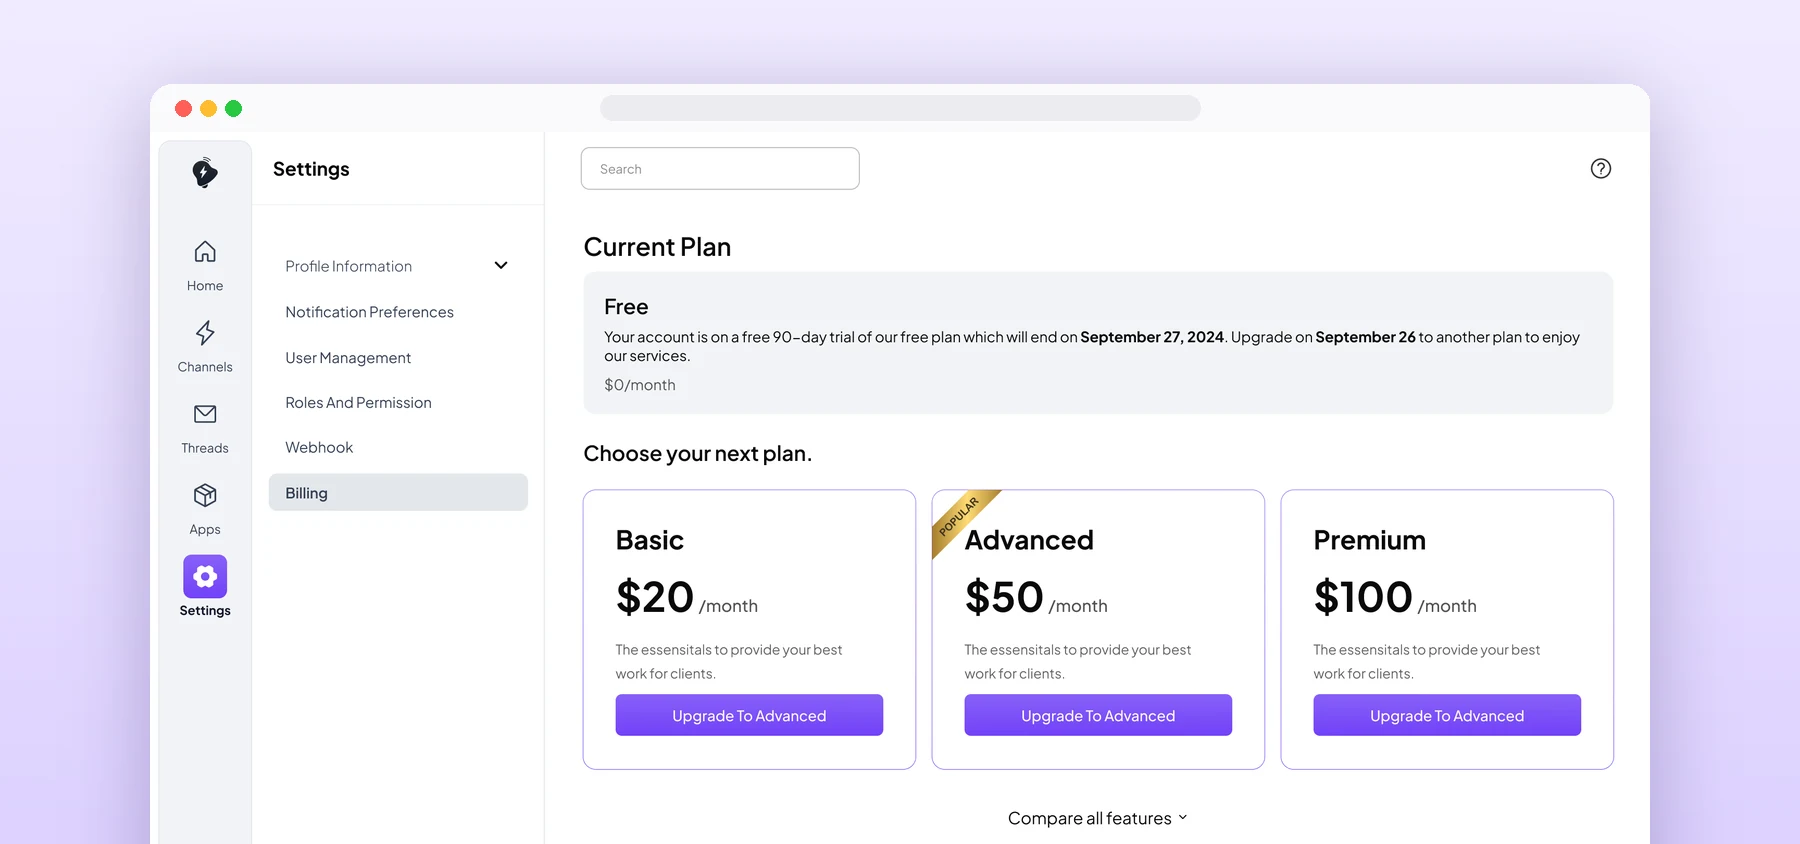 Settings
Search
Home
Channels
Threads
Apps
Settings
Profile Information
Notification Preferences
User Management
Roles And Permission
Webhook
Billing
Current Plan
Free
Your account is on a free 90-day trial of our free plan which will end on September 27, 2024. Upgrade on September 26 to another plan to enjoy
our services.
$0/month
Choose your next plan.
Basic
$20 /month
The essensitals to provide your best
work for clients.
Upgrade To Advanced
POPULAR
Advanced
$50 /month
The essensitals to provide your best
work for clients.
Upgrade To Advanced
Premium
$100 /month
The essensitals to provide your best
work for clients.
Upgrade To Advanced
Compare all features